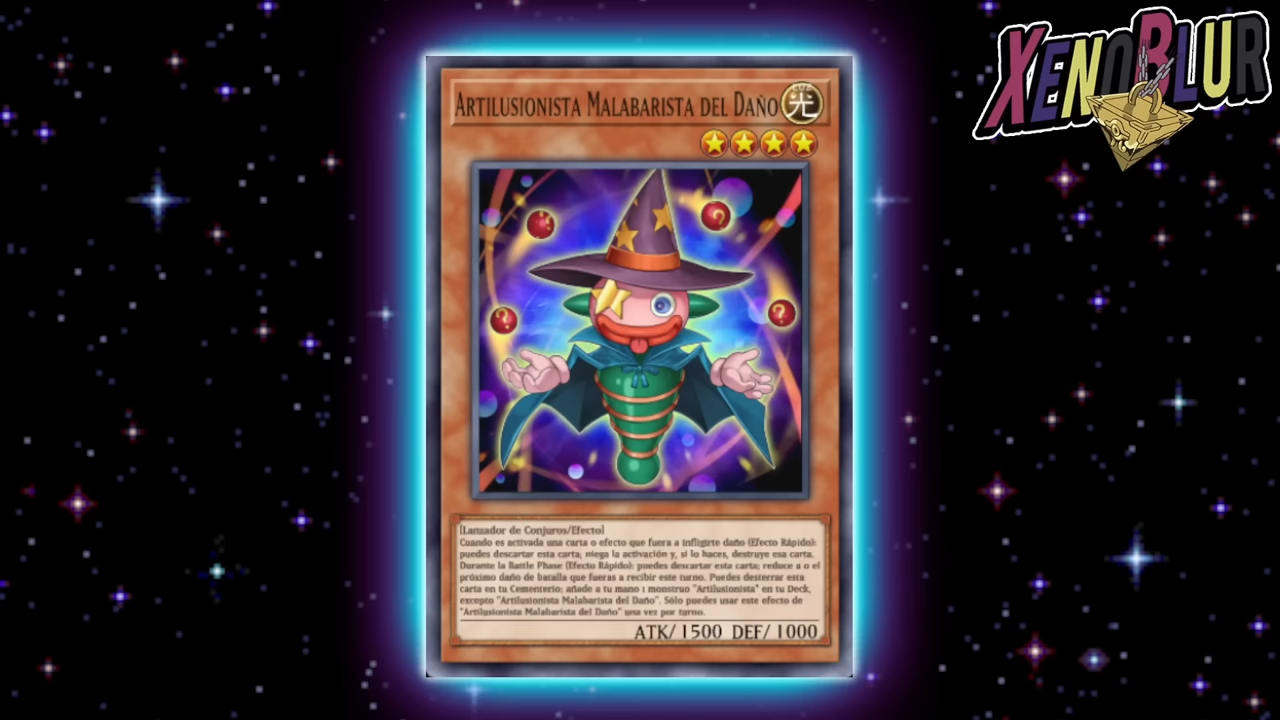 XENOBLUR
ARTILUSIONISTA MALABARISTA DEL DAÑO
LUZ
光
?
?
?
[Lanzador de Conjuros/Efecto]
Cuando es activada una carta o efecto que fuera a infligirte daño (Efecto Rápido):
puedes descartar esta carta; niega la activación y, si lo haces, destruye esa carta.
Durante la Battle Phase (Efecto Rápido): puedes descartar esta carta; reduce a 0 el
próximo daño de batalla que fueras a recibir este turno. Puedes desterrar esta
carta en tu Cementerio; añade a tu mano 1 monstruo "Artilusionista" en tu Deck,
excepto "Artilusionista Malabarista del Daño". Sólo puedes usar este efecto de
"Artilusionista Malabarista del Daño" una vez por turno.
ATK/ 1500 DEF/ 1000